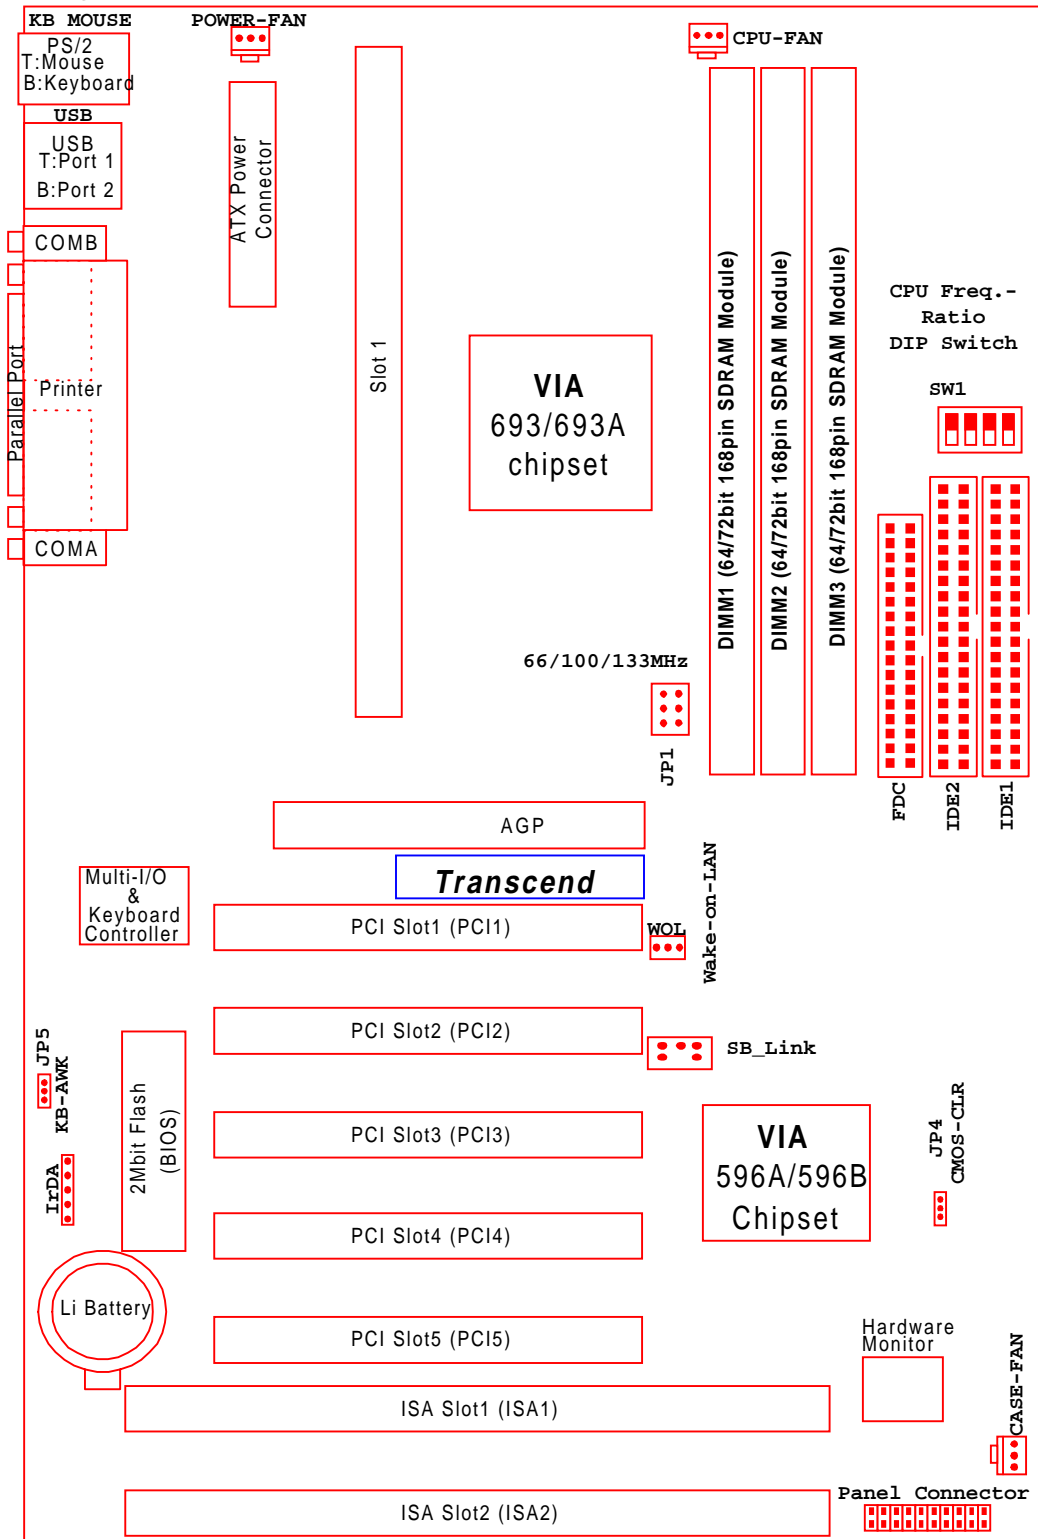 KB MOUSE
PS/2
T:Mouse
B:Keyboard
USB
USB
T:Port 1
B:Port 2
COMB
Parallel Port
Printer
COMA
POWER-FAN
ATX Power
Connector
Slot 1
VIA
693/693A
chipset
CPU-FAN
DIMM1 (64/72bit 168pin SDRAM Module)
DIMM2 (64/72bit 168pin SDRAM Module)
DIMM3 (64/72bit 168pin SDRAM Module)
CPU Freq.-
Ratio
DIP Switch
SW1
FDC
IDE2
IDE1
66/100/133MHz
JP1
AGP
Transcend
Multi-I/O
&
Keyboard
Controller
PCI Slot1 (PCI1)
WOL
Wake-on-LAN
PCI Slot2 (PCI2)
SB_Link
JP5
KB-AWK
2Mbit Flash
(BIOS)
PCI Slot3 (PCI3)
VIA
596A/596B
Chipset
JP4
CMOS-CLR
IrDA
PCI Slot4 (PCI4)
Li Battery
PCI Slot5 (PCI5)
Hardware
Monitor
CASE-FAN
ISA Slot1 (ISA1)
Panel Connector
ISA Slot2 (ISA2)